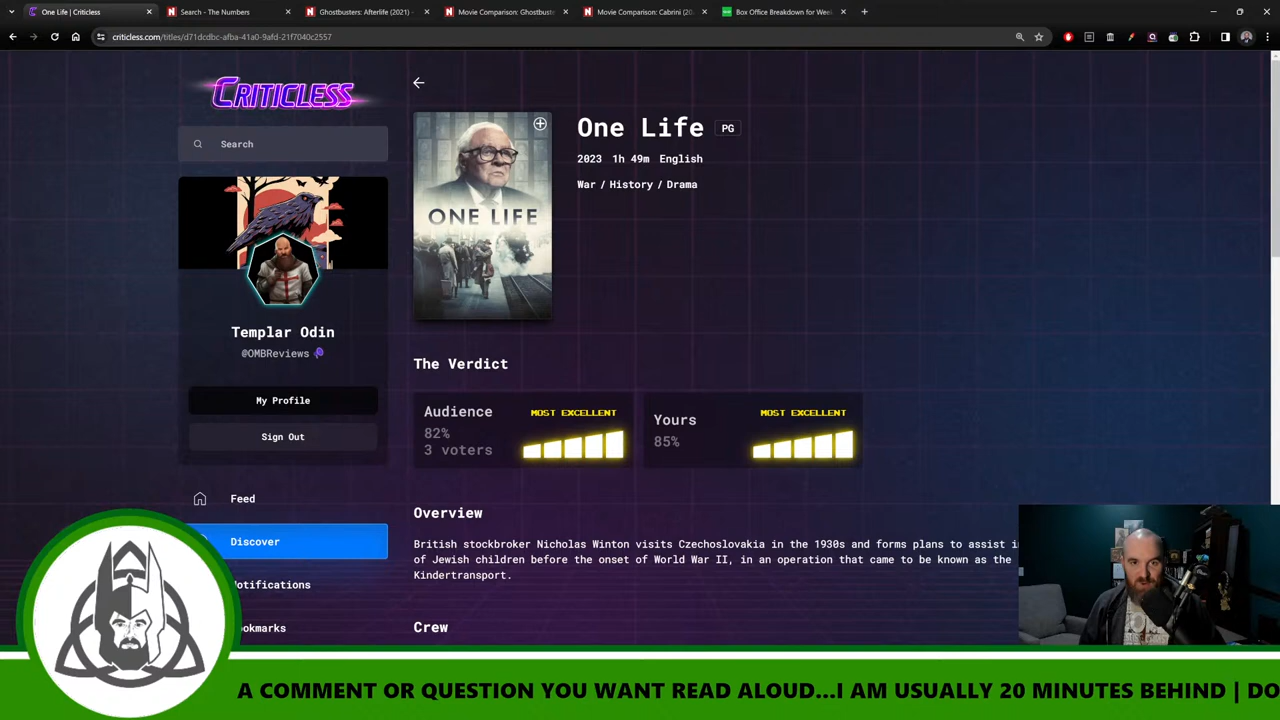 One Life | Criticless
Search - The Numbers
Ghostbusters: Afterlife (2021) -
Movie Comparison: Ghostbust
Movie Comparison: Cabrini (20
Box Office Breakdown for Wee
criticless.com/titles/d71dcdbc-afba-41a0-9afd-21f7040c2557
CRITICLESS
Search
Templar Odin
@OMBReviews
My Profile
Sign Out
Feed
Discover
otifications
ookmarks
One Life PG
2023 1h 49m English
War / History / Drama
ONE LIFE
The Verdict
Audience
82%
3 voters
MOST EXCELLENT
Yours
85%
MOST EXCELLENT
Overview
British stockbroker Nicholas Winton visits Czechoslovakia in the 1930s and forms plans to assist i
of Jewish children before the onset of World War II, in an operation that came to be known as the
Kindertransport.
Crew
A COMMENT OR QUESTION YOU WANT READ ALOUD...I AM USUALLY 20 MINUTES BEHIND | DO